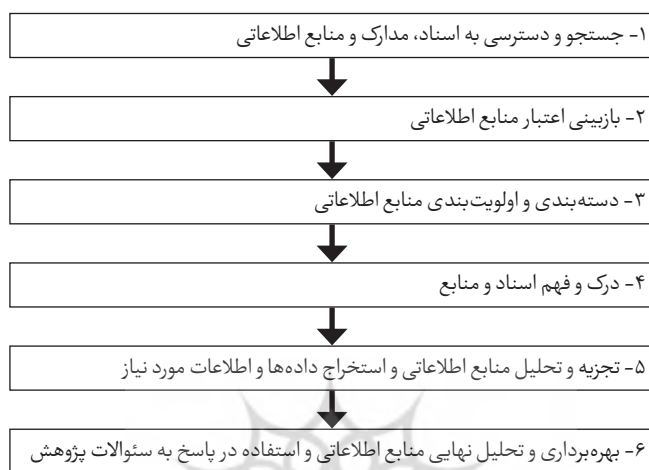 ۱- جستجو و دسترسی به اسناد، مدارک و منابع اطلاعاتی
۲- بازبینی اعتبار منابع اطلاعاتی
۳- دسته‌بندی و اولویت‌بندی منابع اطلاعاتی
۴- درک و فهم اسناد و منابع
۵- تجزیه و تحلیل منابع اطلاعاتی و استخراج داده‌ها و اطلاعات مورد نیاز
۶- بهره‌برداری و تحلیل نهایی منابع اطلاعاتی و استفاده در پاسخ به سئوالات پژوهش